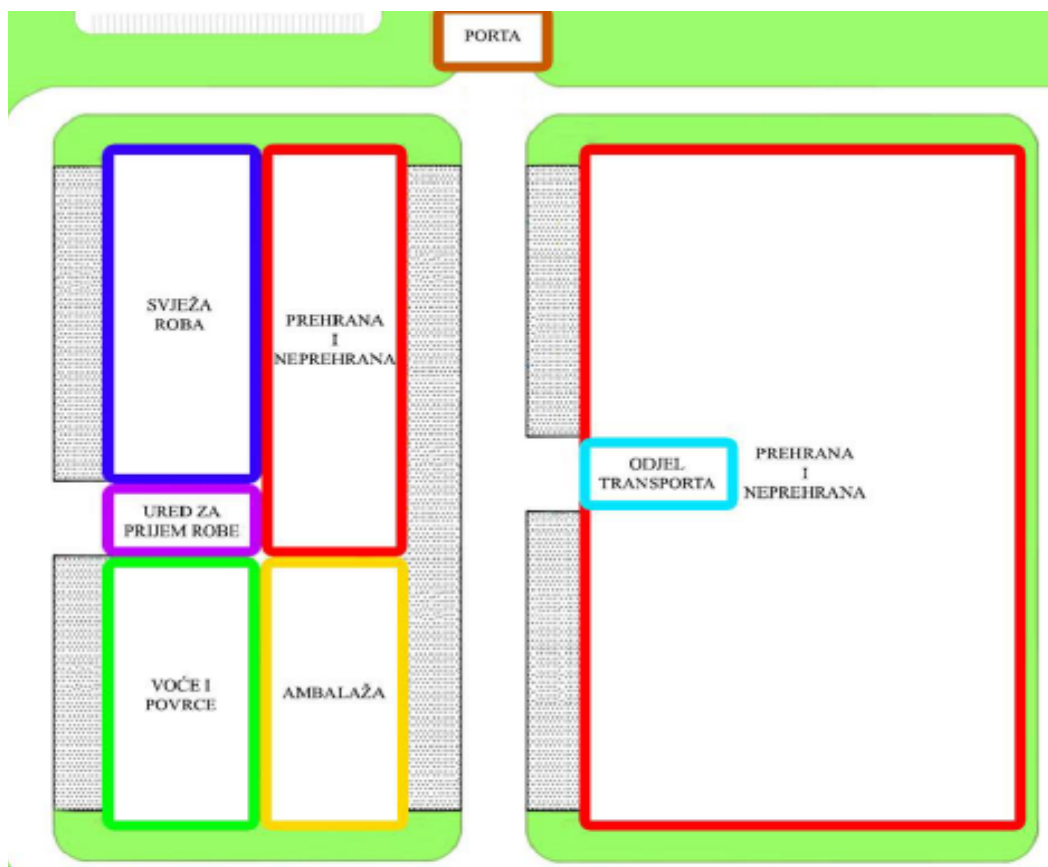 PORTA
SVJEŽA
ROBA
PREHRANA
I
NEPREHRANA
URED ZA
PRIJEM ROBE
VOĆE I
POVRCE
AMBALAŽA
ODJEL
TRANSPORTA
PREHRANA
I
NEPREHRANA